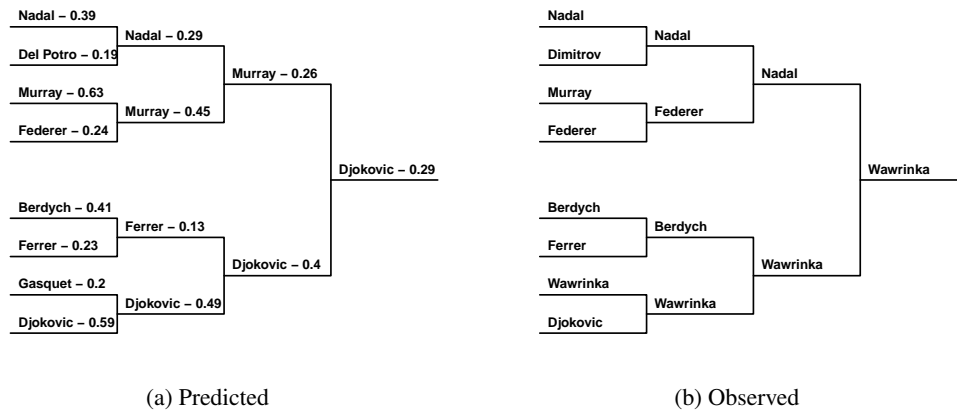 Nadal − 0.39
Del Potro − 0.19
Murray − 0.63
Federer − 0.24
Berdych − 0.41
Ferrer − 0.23
Gasquet − 0.2
Djokovic − 0.59
Nadal − 0.29
Murray − 0.45
Ferrer − 0.13
Djokovic − 0.49
Murray − 0.26
Djokovic − 0.4
Djokovic − 0.29
(a) Predicted
Nadal
Dimitrov
Murray
Federer
Berdych
Ferrer
Wawrinka
Djokovic
Nadal
Federer
Berdych
Wawrinka
Nadal
Wawrinka
Wawrinka
(b) Observed